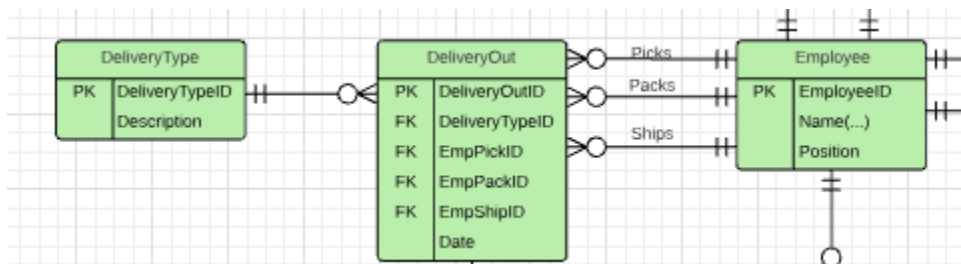 DeliveryType
PK DeliveryTypeID
Description
DeliveryOut
PK DeliveryOutID
FK DeliveryTypeID
FK EmpPickID
FK EmpPackID
FK EmpShipID
Date
Picks
Packs
Ships
Employee
PK EmployeeID
Name(...)
Position